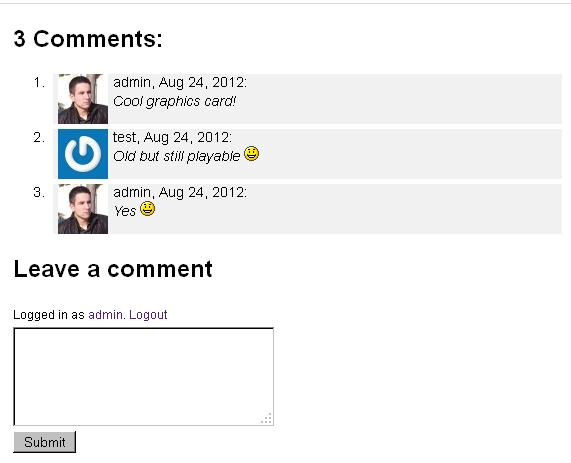 3 Comments:
1. admin, Aug 24, 2012:
Cool graphics card!
2. test, Aug 24, 2012:
Old but still playable
3. admin, Aug 24, 2012:
Yes
Leave a comment
Logged in as admin. Logout
Submit